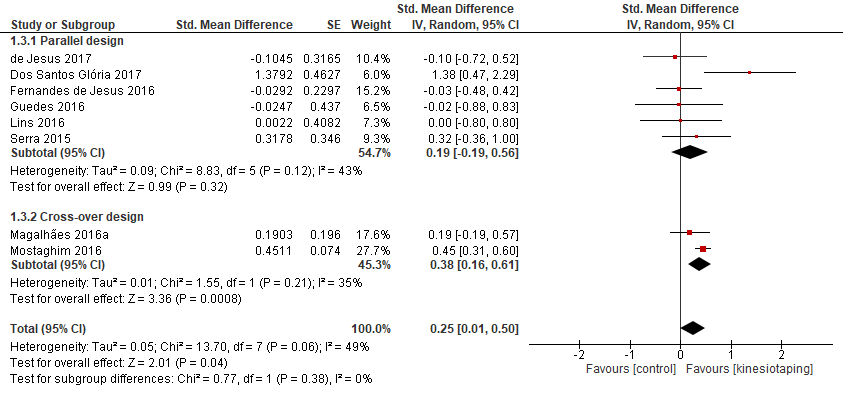 Std. Mean Difference Std. Mean Difference
Study or Subgroup Std. Mean Difference SE Weight IV, Random, 95% CI IV, Random, 95% CI
1.3.1 Parallel design
de Jesus 2017 -0.1045 0.3165 10.4% -0.10 [-0.72, 0.52]
Dos Santos Glória 2017 1.3792 0.4627 6.0% 1.38 [0.47, 2.29]
Fernandes de Jesus 2016 -0.0292 0.2297 15.2% -0.03 [-0.48, 0.42]
Guedes 2016 -0.0247 0.437 6.5% -0.02 [-0.88, 0.83]
Lins 2016 0.0022 0.4082 7.3% 0.00 [-0.80, 0.80]
Serra 2015 0.3178 0.346 9.3% 0.32 [-0.36, 1.00]
Subtotal (95% CI) 54.7% 0.19 [-0.19, 0.56]
Heterogeneity: Tau² = 0.09; Chi² = 8.83, df = 5 (P = 0.12); I² = 43%
Test for overall effect: Z = 0.99 (P = 0.32)
1.3.2 Cross-over design
Magalhães 2016a 0.1903 0.196 17.6% 0.19 [-0.19, 0.57]
Mostaghim 2016 0.4511 0.074 27.7% 0.45 [0.31, 0.60]
Subtotal (95% CI) 45.3% 0.38 [0.16, 0.61]
Heterogeneity: Tau² = 0.01; Chi² = 1.55, df = 1 (P = 0.21); I² = 35%
Test for overall effect: Z = 3.36 (P = 0.0008)
Total (95% CI) 100.0% 0.25 [0.01, 0.50]
Heterogeneity: Tau² = 0.05; Chi² = 13.70, df = 7 (P = 0.06); I² = 49%
Test for overall effect: Z = 2.01 (P = 0.04)
Test for subgroup differences: Chi² = 0.77, df = 1 (P = 0.38), I² = 0%
-2 -1 0 1 2
Favours [control] Favours [kinesiotaping]